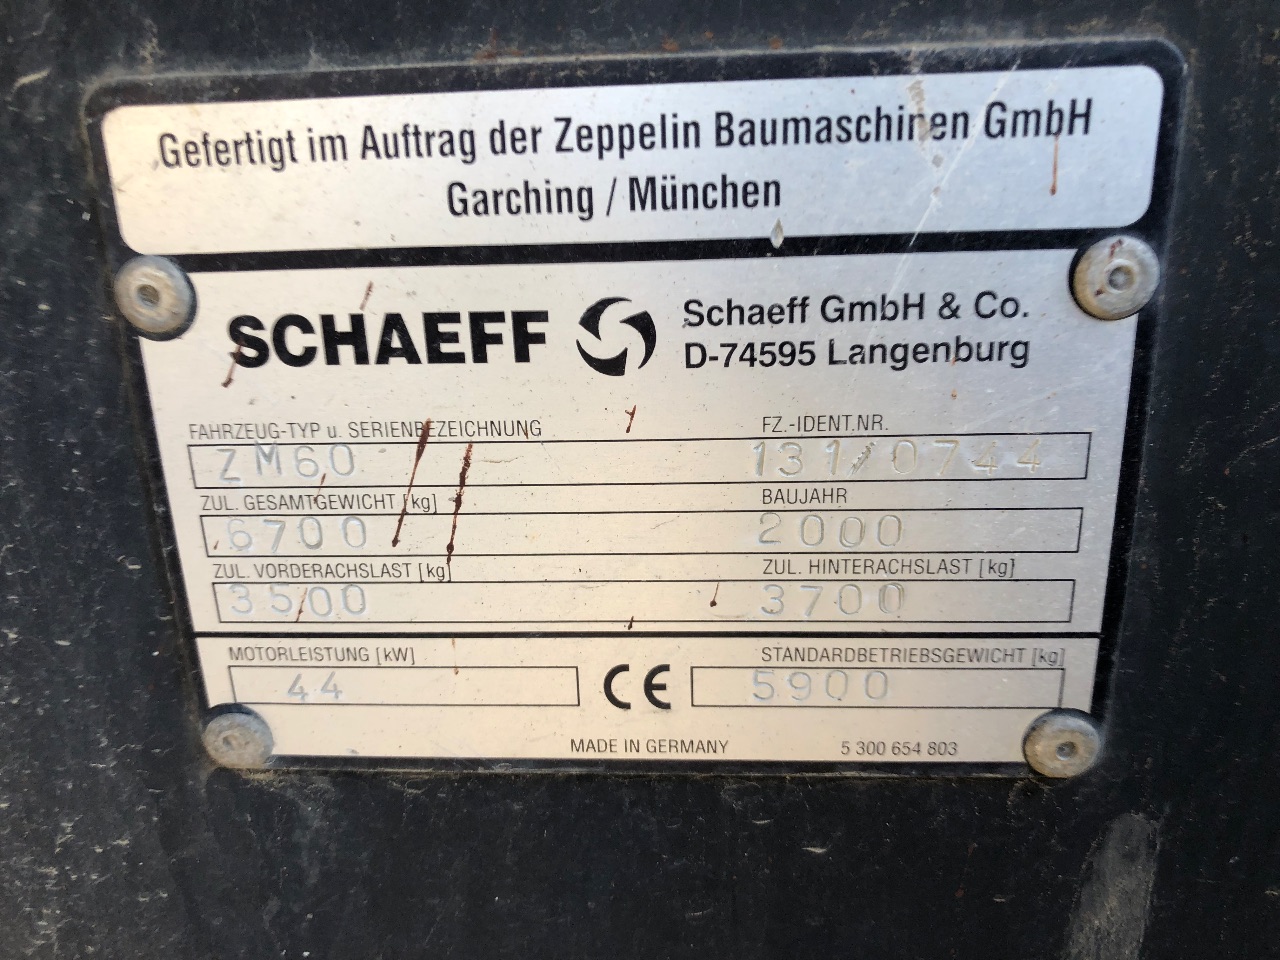 Gefertigt im Auftrag der Zeppelin Baumaschinen GmbH
Garching / München
SCHAEFF
Schaeff GmbH & Co.
D-74595 Langenburg
FAHRZEUG-TYP u. SERIENBEZEICHNUNG
FZ.-IDENT.NR.
ZM60
131/0744
ZUL. GESAMTGEWICHT [kg]
BAUJAHR
6700
2000
ZUL. VORDERACHSLAST [kg]
ZUL. HINTERACHSLAST [kg]
3500
3700
MOTORLEISTUNG [kW]
STANDARDBETRIEBSGEWICHT [kg]
44
CE
5900
MADE IN GERMANY
5 300 654 803